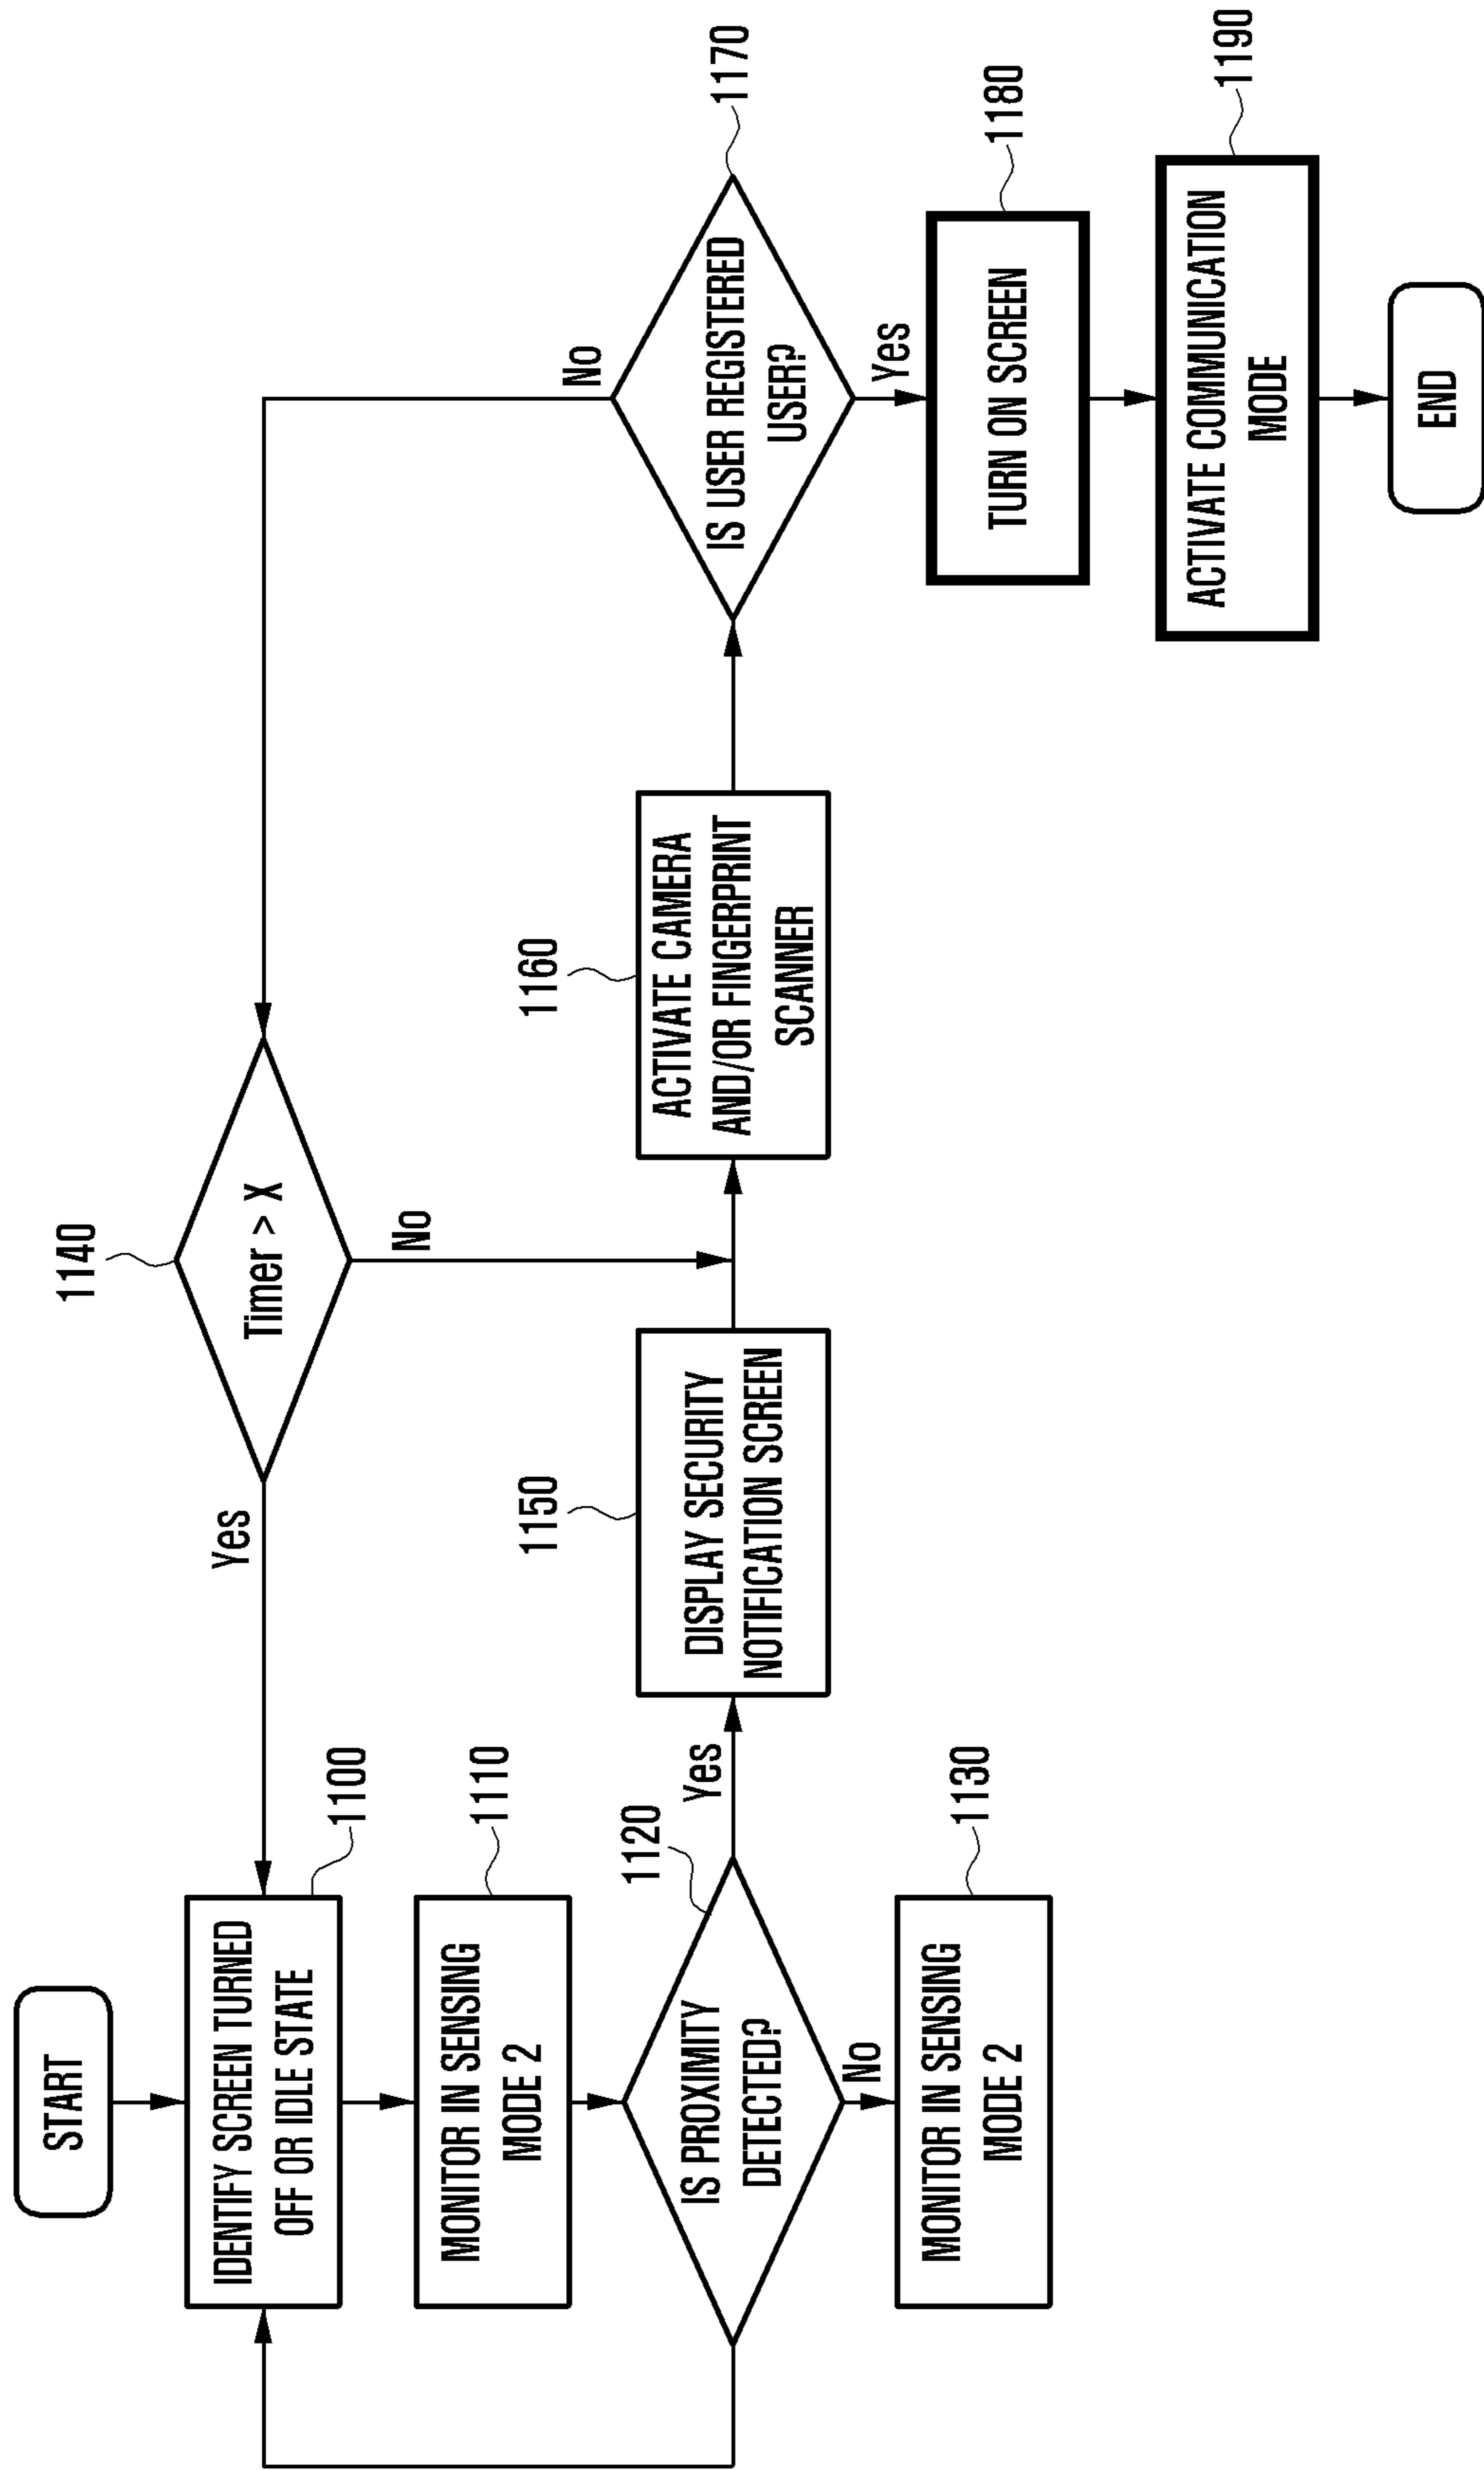 START
IDENTIFY SCREEN TURNED
OFF OR IDLE STATE
1100
MONITOR IN SENSING
MODE 2
1110
IS PROXIMITY
DETECTED?
1120
Yes
No
MONITOR IN SENSING
MODE 2
1130
Timer > X
1140
Yes
No
DISPLAY SECURITY
NOTIFICATION SCREEN
1150
ACTIVATE CAMERA
AND/OR FINGERPRINT
SCANNER
1160
IS USER REGISTERED
USER?
1170
No
Yes
TURN ON SCREEN
1180
ACTIVATE COMMUNICATION
MODE
1190
END